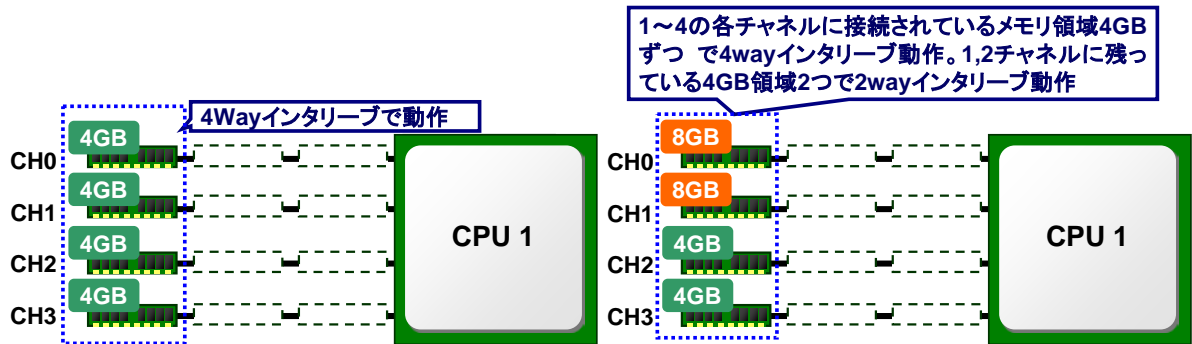 1～4の各チャネルに接続されているメモリ領域4GB
ずつ で4wayインタリーブ動作。1,2チャネルに残っ
ている4GB領域2つで2wayインタリーブ動作
4Wayインタリーブで動作
CH0
4GB
CH1
4GB
CH2
4GB
CH3
4GB
CPU 1
CH0
8GB
CH1
8GB
CH2
4GB
CH3
4GB
CPU 1